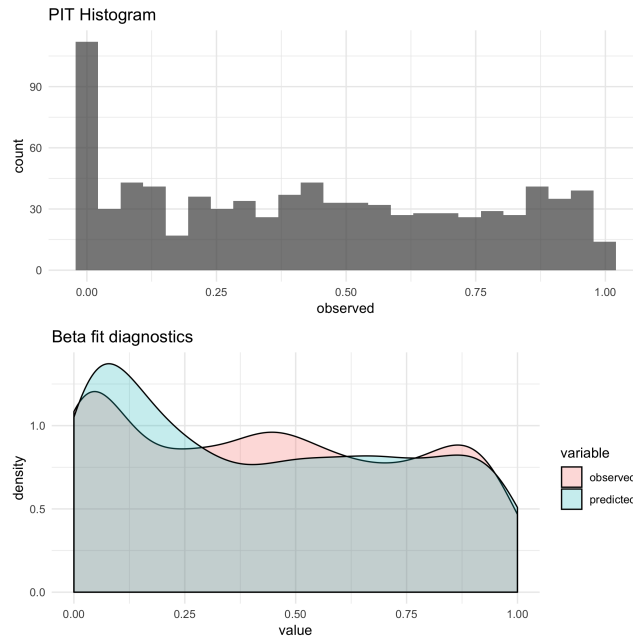 PIT Histogram
count
90
60
30
0
0.00 0.25 0.50 0.75 1.00
observed
Beta fit diagnostics
density
1.0
0.5
0.0
0.00 0.25 0.50 0.75 1.00
value
variable
observed
predicted